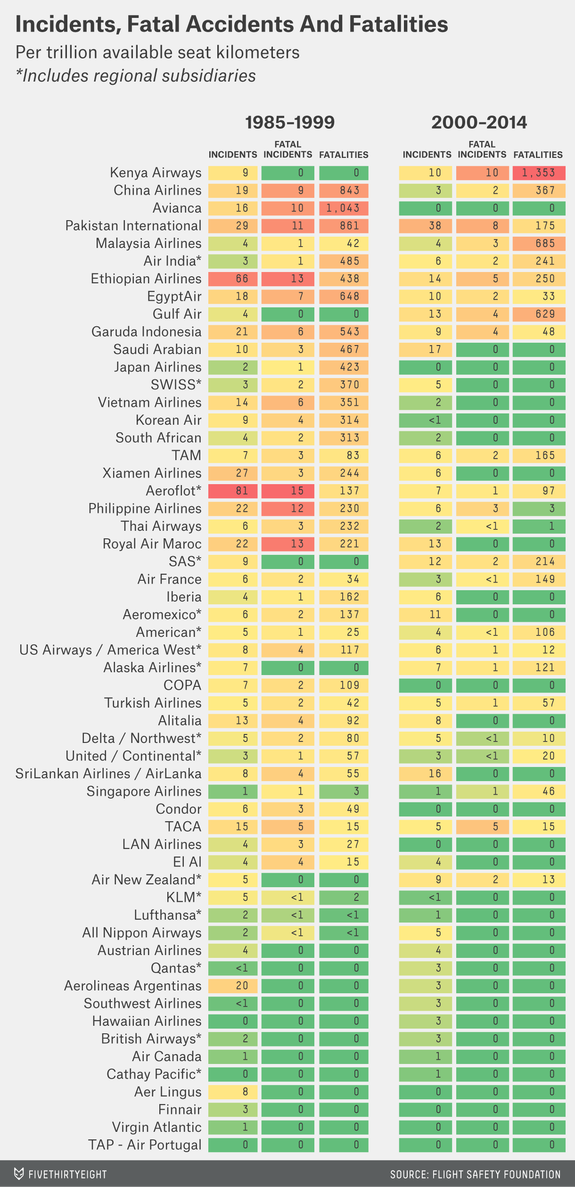 Incidents, Fatal Accidents And Fatalities
Per trillion available seat kilometers
*Includes regional subsidiaries
1985–1999 2000–2014
INCIDENTS FATAL INCIDENTS FATALITIES INCIDENTS FATAL INCIDENTS FATALITIES
Kenya Airways 9 0 0 10 10 1,353
China Airlines 19 9 843 3 2 367
Avianca 16 10 1,043 0 0 0
Pakistan International 29 11 861 38 8 175
Malaysia Airlines 4 1 42 4 3 685
Air India* 3 1 485 6 2 241
Ethiopian Airlines 66 13 438 14 5 250
EgyptAir 18 7 648 10 2 33
Gulf Air 4 0 0 13 4 629
Garuda Indonesia 21 6 543 9 4 48
Saudi Arabian 10 3 467 17 0 0
Japan Airlines 2 1 423 0 0 0
SWISS* 3 2 370 5 0 0
Vietnam Airlines 14 6 351 2 0 0
Korean Air 9 4 314 <1 0 0
South African 4 2 313 2 0 0
TAM 7 3 83 6 2 165
Xiamen Airlines 27 3 244 6 0 0
Aeroflot* 81 15 137 7 1 97
Philippine Airlines 22 12 230 6 3 3
Thai Airways 6 3 232 2 <1 1
Royal Air Maroc 22 13 221 13 0 0
SAS* 9 0 0 12 2 214
Air France 6 2 34 3 <1 149
Iberia 4 1 162 6 0 0
Aeromexico* 6 2 137 11 0 0
American* 5 1 25 4 <1 106
US Airways / America West* 8 4 117 6 1 12
Alaska Airlines* 7 0 0 7 1 121
COPA 7 2 109 0 0 0
Turkish Airlines 5 2 42 5 1 57
Alitalia 13 4 92 8 0 0
Delta / Northwest* 5 2 80 5 <1 10
United / Continental* 3 1 57 3 <1 20
SriLankan Airlines / AirLanka 8 4 55 16 0 0
Singapore Airlines 1 1 3 1 1 46
Condor 6 3 49 0 0 0
TACA 15 5 15 5 5 15
LAN Airlines 4 3 27 0 0 0
El Al 4 4 15 4 0 0
Air New Zealand* 5 0 0 9 2 13
KLM* 5 <1 2 <1 0 0
Lufthansa* 2 <1 <1 1 0 0
All Nippon Airways 2 <1 <1 5 0 0
Austrian Airlines 4 0 0 4 0 0
Qantas* <1 0 0 3 0 0
Aerolineas Argentinas 20 0 0 3 0 0
Southwest Airlines <1 0 0 3 0 0
Hawaiian Airlines 0 0 0 3 0 0
British Airways* 2 0 0 3 0 0
Air Canada 1 0 0 1 0 0
Cathay Pacific* 0 0 0 1 0 0
Aer Lingus 8 0 0 0 0 0
Finnair 3 0 0 0 0 0
Virgin Atlantic 1 0 0 0 0 0
TAP - Air Portugal 0 0 0 0 0 0
FIVETHIRTYEIGHT SOURCE: FLIGHT SAFETY FOUNDATION